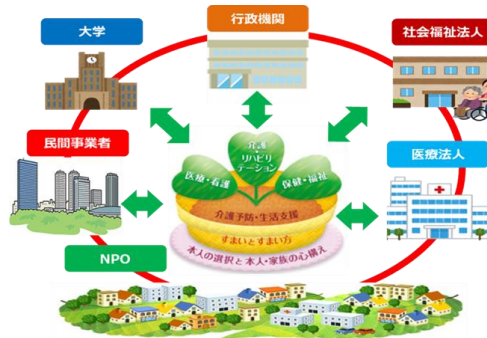 大学
行政機関
社会福祉法人
民間事業者
医療法人
介護
・
リハビリ
テーション
医療・看護
保健・福祉
介護予防・生活支援
すまいとすまい方
本人の選択と本人・家族の心構え
NPO